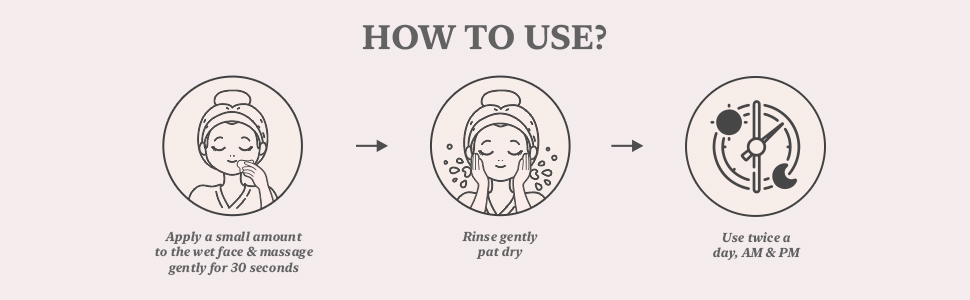 HOW TO USE?
Apply a small amount
to the wet face & massage
gently for 30 seconds
Rinse gently
pat dry
Use twice a
day, AM & PM